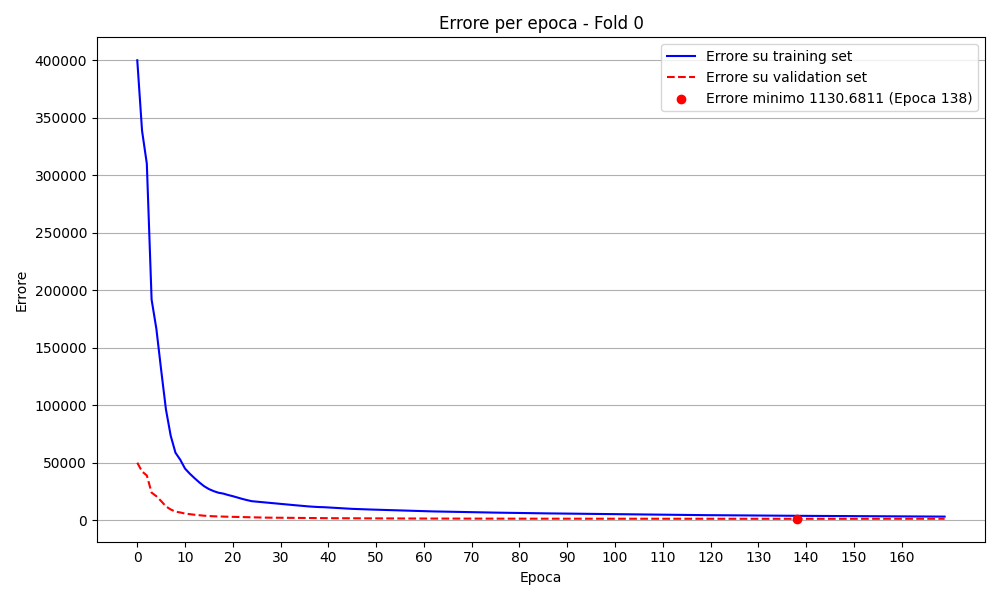 Errore per epoca - Fold 0
Errore su training set
Errore su validation set
Errore minimo 1130.6811 (Epoca 138)
400000
350000
300000
250000
200000
150000
100000
50000
0
Errore
0 10 20 30 40 50 60 70 80 90 100 110 120 130 140 150 160
Epoca